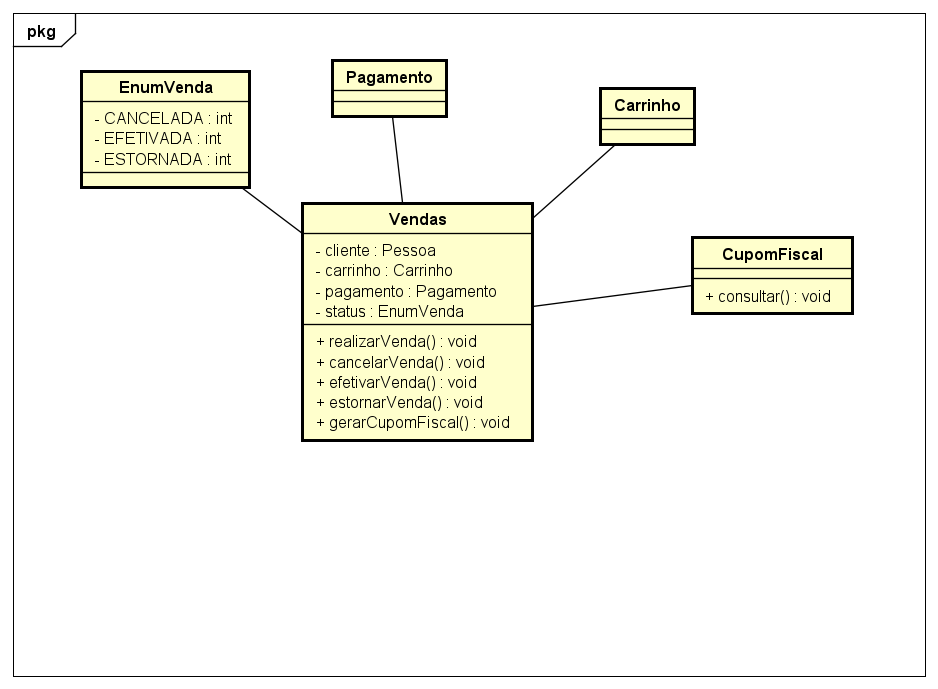 pkg
EnumVenda
- CANCELADA : int
- EFETIVADA : int
- ESTORNADA : int
Pagamento
Carrinho
Vendas
- cliente : Pessoa
- carrinho : Carrinho
- pagamento : Pagamento
- status : EnumVenda
+ realizarVenda() : void
+ cancelarVenda() : void
+ efetivarVenda() : void
+ estornarVenda() : void
+ gerarCupomFiscal() : void
CupomFiscal
+ consultar() : void